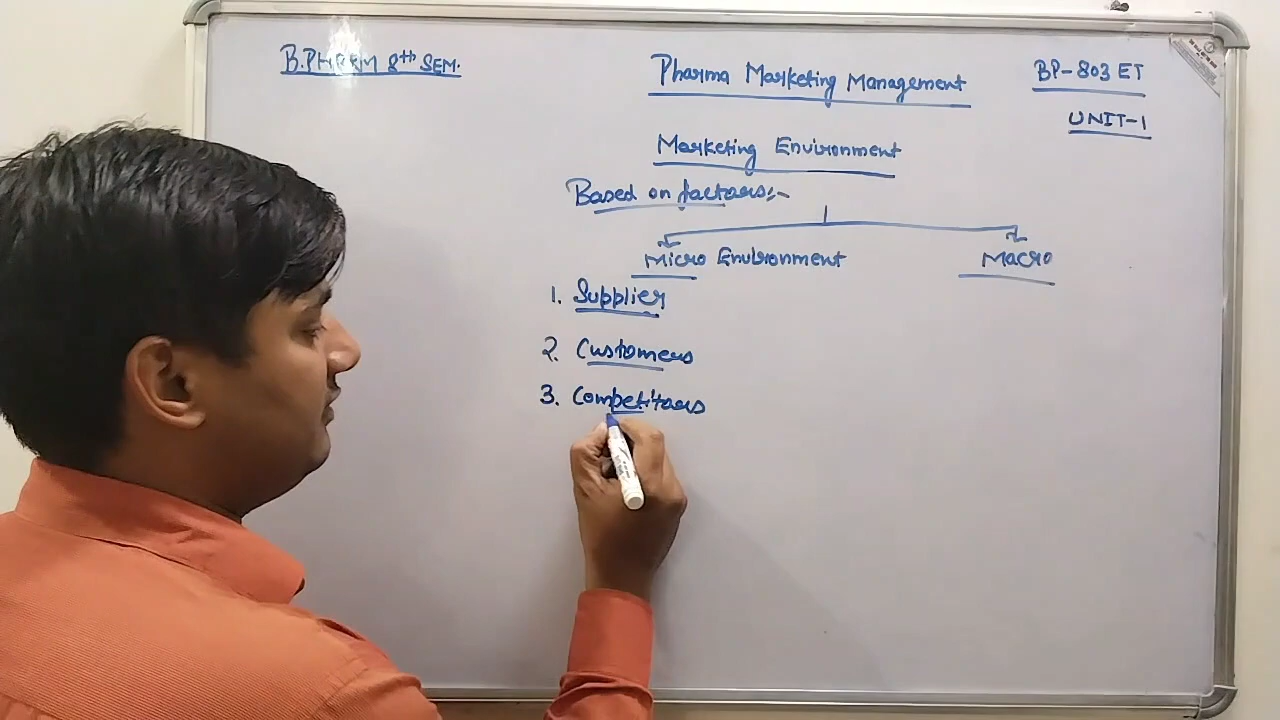 B.PHARM 8th SEM.
Pharma Marketing Management
BP-803 ET
UNIT-1
Marketing Environment
Based on factors:-
Micro Environment
Macro
1. Supplier
2. Customers
3. Competitors